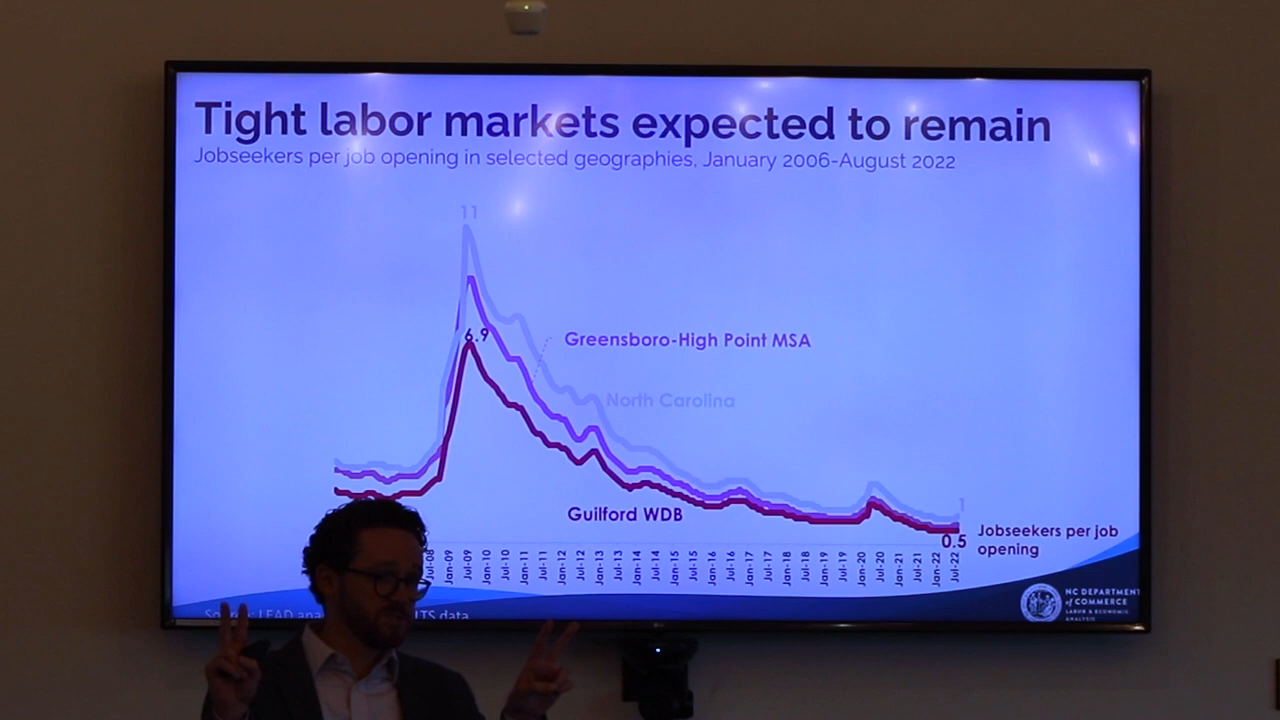 Tight labor markets expected to remain
Jobseekers per job opening in selected geographies, January 2006-August 2022
11
6.9
Greensboro-High Point MSA
North Carolina
Guilford WDB
1
0.5
Jobseekers per job
opening
Jul-08 Jan-09 Jul-09 Jan-10 Jul-10 Jan-11 Jul-11 Jan-12 Jul-12 Jan-13 Jul-13 Jan-14 Jul-14 Jan-15 Jul-15 Jan-16 Jul-16 Jan-17 Jul-17 Jan-18 Jul-18 Jan-19 Jul-19 Jan-20 Jul-20 Jan-21 Jul-21 Jan-22 Jul-22
LEAD data
NC DEPARTMENT
of COMMERCE
LABOR & ECONOMIC
ANALYSIS